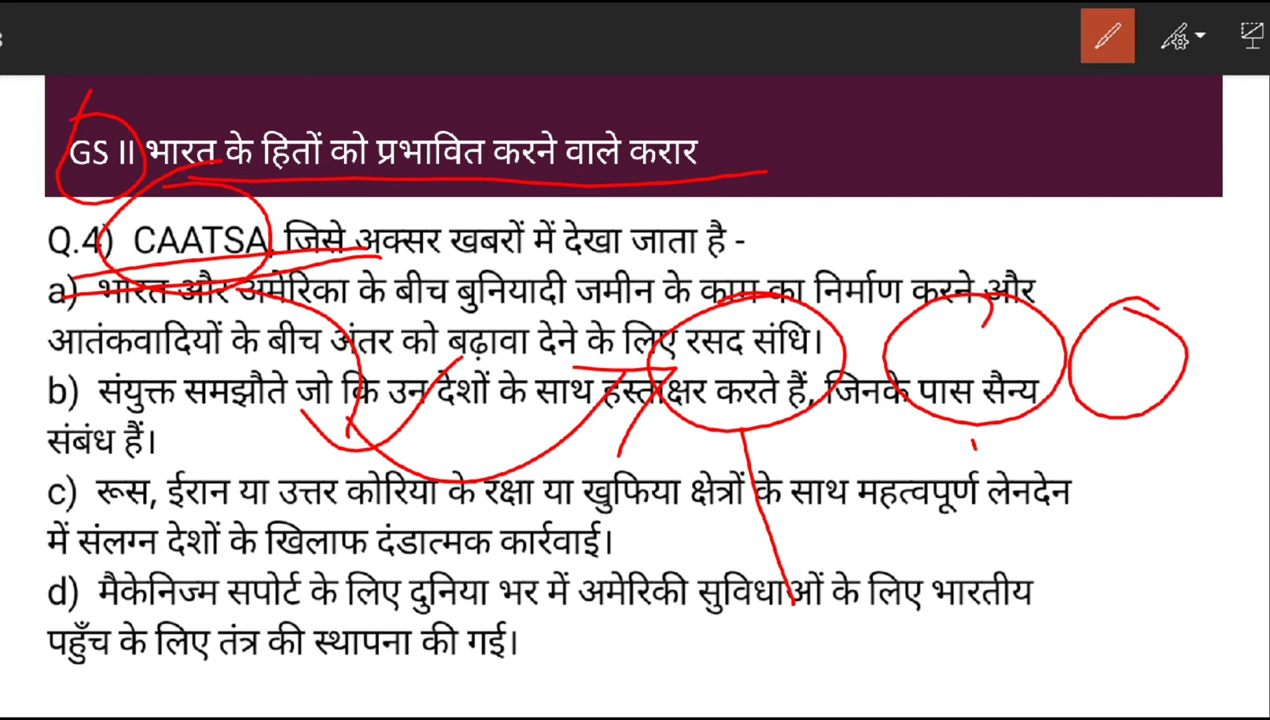 GS II भारत के हितों को प्रभावित करने वाले करार
Q.4) CAATSA, जिसे अक्सर खबरों में देखा जाता है -
a) भारत और अमेरिका के बीच बुनियादी जमीन के काम का निर्माण करने और
आतंकवादियों के बीच अंतर को बढ़ावा देने के लिए रसद संधि।
b) संयुक्त समझौते जो कि उन देशों के साथ हस्ताक्षर करते हैं, जिनके पास सैन्य
संबंध हैं।
c) रूस, ईरान या उत्तर कोरिया के रक्षा या खुफिया क्षेत्रों के साथ महत्वपूर्ण लेनदेन
में संलग्न देशों के खिलाफ दंडात्मक कार्रवाई।
d) मैकेनिज्म सपोर्ट के लिए दुनिया भर में अमेरिकी सुविधाओं के लिए भारतीय
पहुँच के लिए तंत्र की स्थापना की गई।